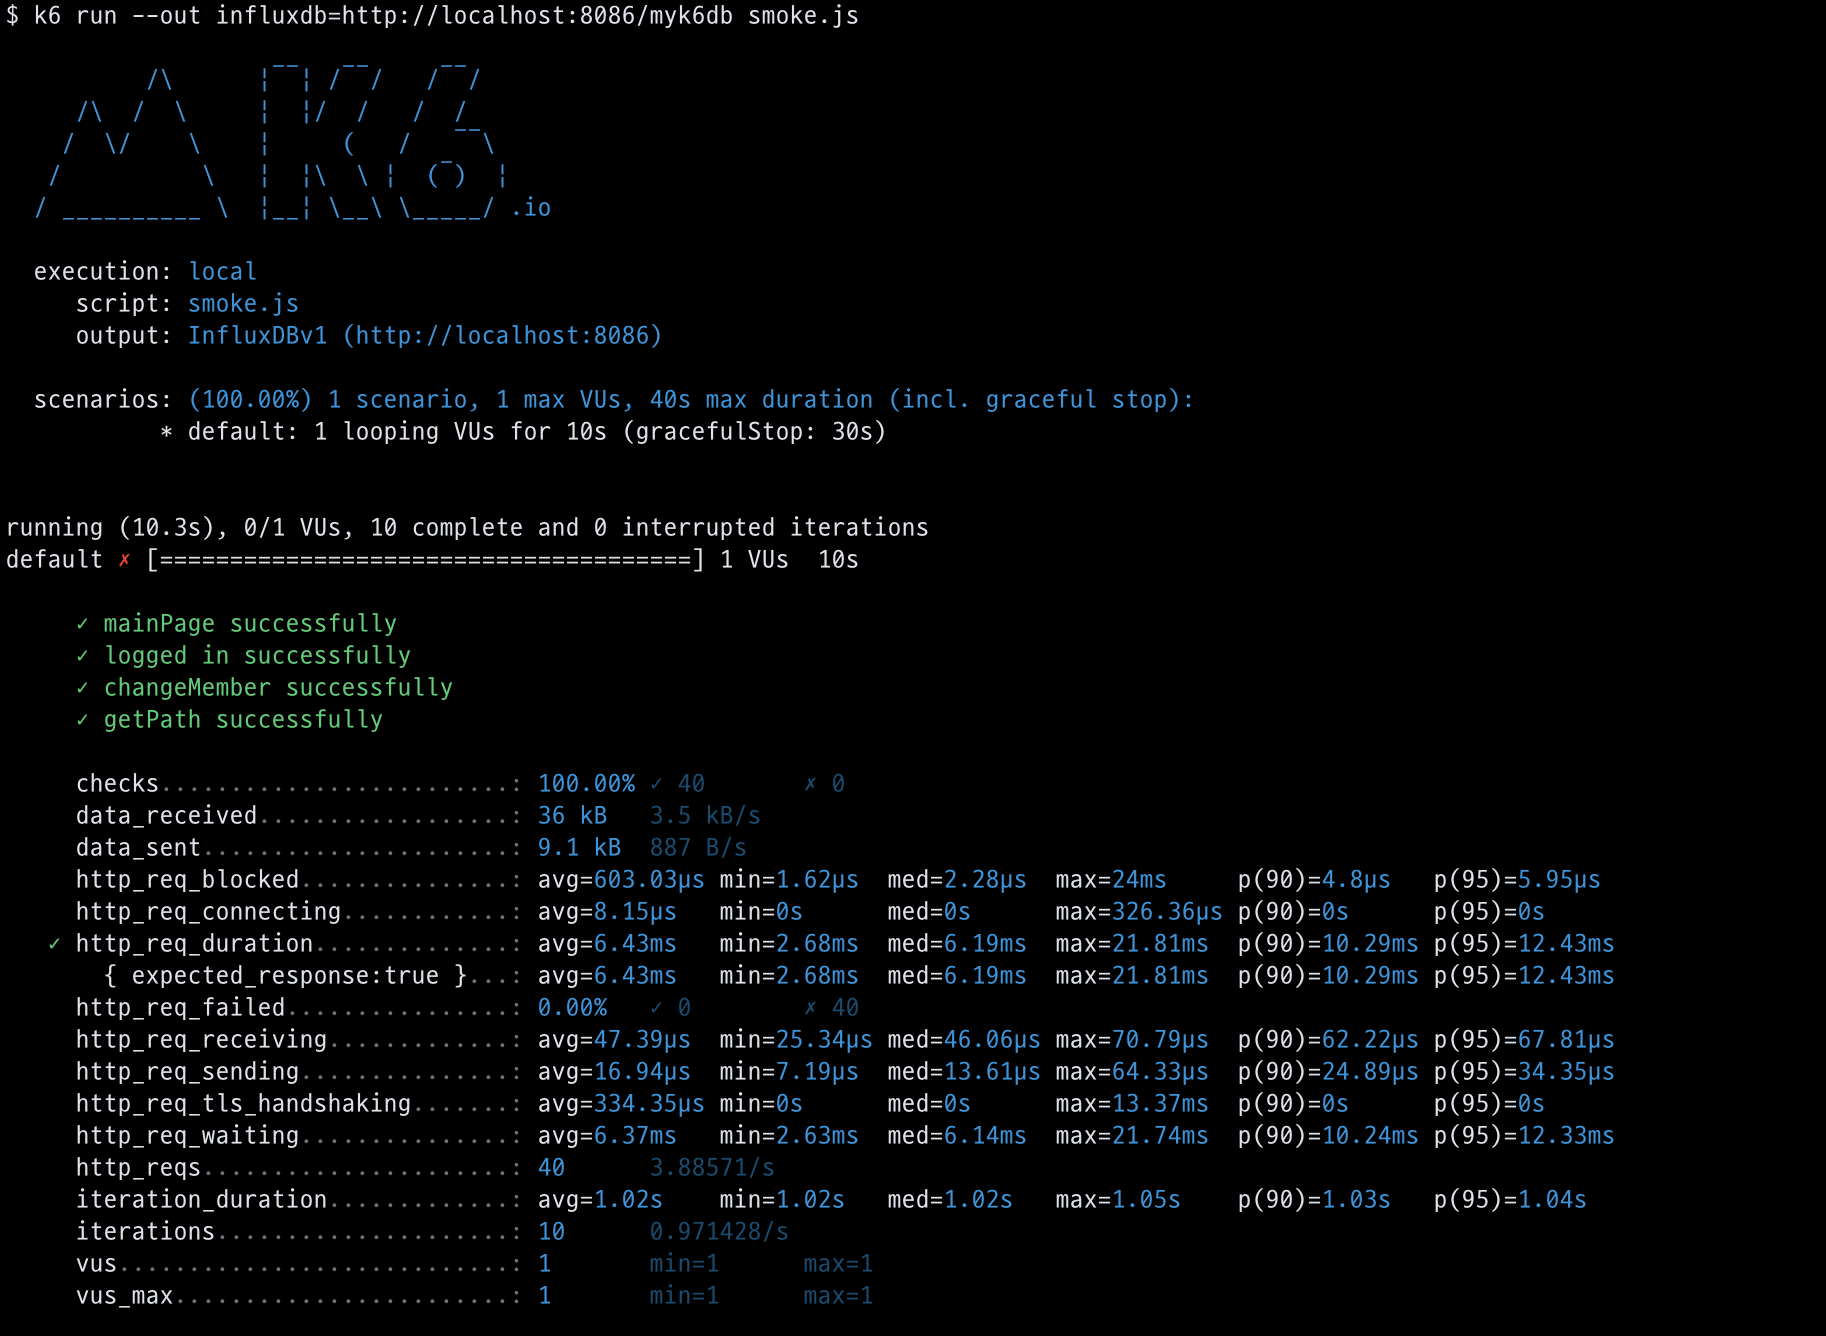 $ k6 run --out influxdb=http://localhost:8086/myk6db smoke.js
.io
execution: local
script: smoke.js
output: InfluxDBv1 (http://localhost:8086)
scenarios: (100.00%) 1 scenario, 1 max VUs, 40s max duration (incl. graceful stop):
* default: 1 looping VUs for 10s (gracefulStop: 30s)
running (10.3s), 0/1 VUs, 10 complete and 0 interrupted iterations
default ✗ [======================================] 1 VUs  10s
✓ mainPage successfully
✓ logged in successfully
✓ changeMember successfully
✓ getPath successfully
checks.........................: 100.00% ✓ 40       ✗ 0
data_received..................: 36 kB   3.5 kB/s
data_sent......................: 9.1 kB  887 B/s
http_req_blocked...............: avg=603.03µs min=1.62µs  med=2.28µs  max=24ms     p(90)=4.8µs   p(95)=5.95µs
http_req_connecting............: avg=8.15µs   min=0s      med=0s      max=326.36µs p(90)=0s      p(95)=0s
✓ http_req_duration..............: avg=6.43ms   min=2.68ms  med=6.19ms  max=21.81ms  p(90)=10.29ms p(95)=12.43ms
{ expected_response:true }...: avg=6.43ms   min=2.68ms  med=6.19ms  max=21.81ms  p(90)=10.29ms p(95)=12.43ms
http_req_failed................: 0.00%   ✓ 0        ✗ 40
http_req_receiving.............: avg=47.39µs  min=25.34µs med=46.06µs max=70.79µs  p(90)=62.22µs p(95)=67.81µs
http_req_sending...............: avg=16.94µs  min=7.19µs  med=13.61µs max=64.33µs  p(90)=24.89µs p(95)=34.35µs
http_req_tls_handshaking.......: avg=334.35µs min=0s      med=0s      max=13.37ms  p(90)=0s      p(95)=0s
http_req_waiting...............: avg=6.37ms   min=2.63ms  med=6.14ms  max=21.74ms  p(90)=10.24ms p(95)=12.33ms
http_reqs......................: 40      3.88571/s
iteration_duration.............: avg=1.02s    min=1.02s   med=1.02s   max=1.05s    p(90)=1.03s   p(95)=1.04s
iterations.....................: 10      0.971428/s
vus............................: 1       min=1      max=1
vus_max........................: 1       min=1      max=1